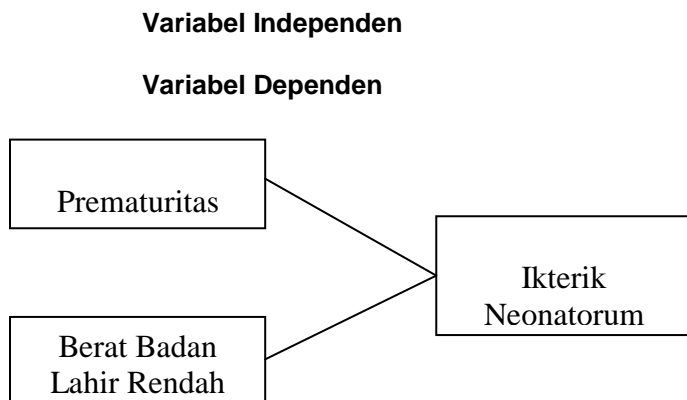 Variabel Independen
Variabel Dependen
Prematuritas
Ikterik
Neonatorum
Berat Badan
Lahir Rendah